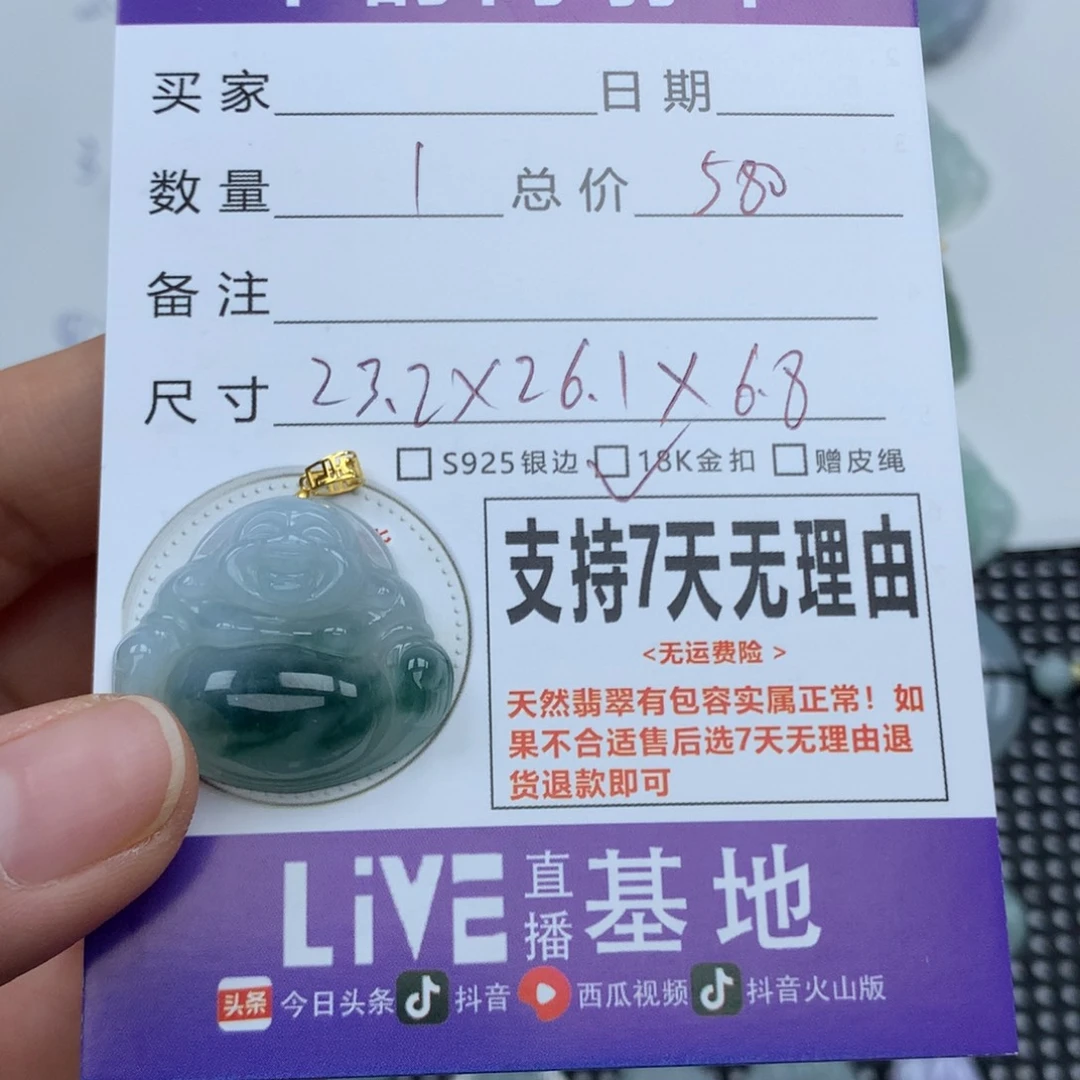 买家 日期
数量 1 总价 580
备注
尺寸 23.2X26.1X6.8
S925银边 18K金扣 赠皮绳
支持7天无理由
<无运费险 >
天然翡翠有包容实属正常！如
果不合适售后选7天无理由退
货退款即可
LiVE 直播 基地
头条 今日头条 抖音 西瓜视频 抖音火山版